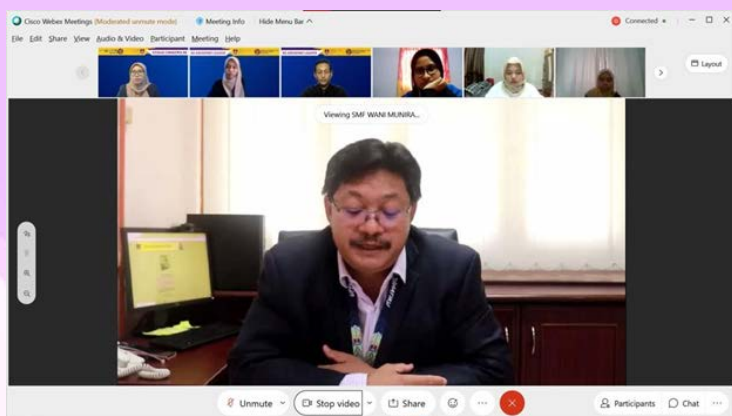 Cisco Webex Meetings (Moderated unmute mode) Meeting Info Hide Menu Bar Connected
File Edit Share View Audio & Video Participant Meeting Help
Layout
Viewing SMF WANI MUNIRA...
Unmute Stop video Share Participants Chat